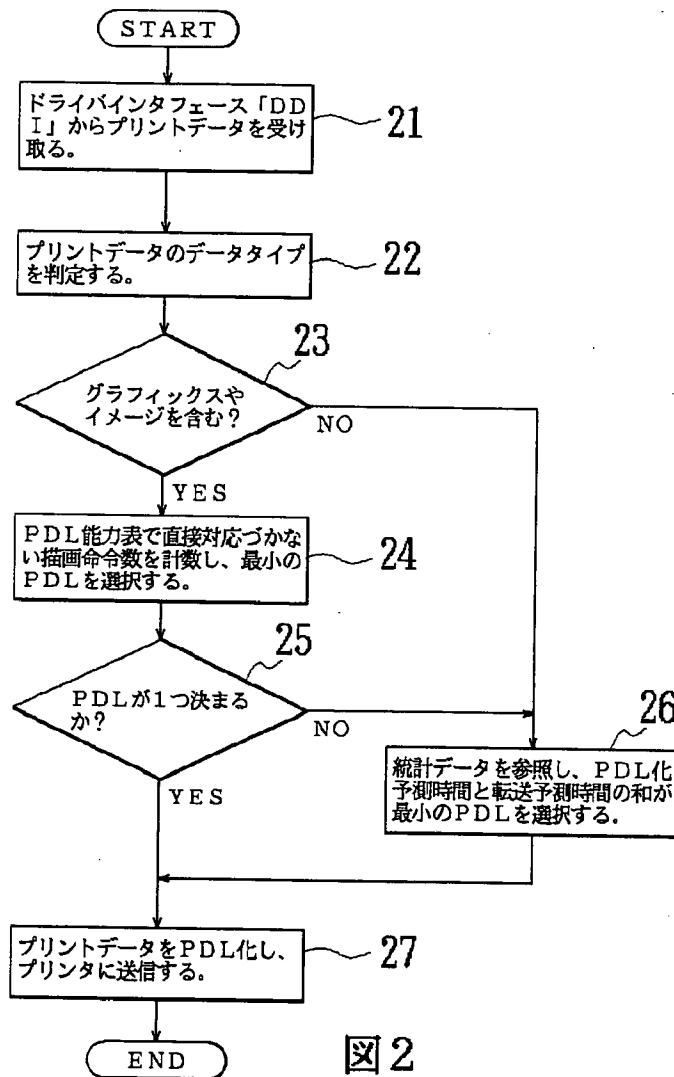 START
ドライバインタフェース「DD
I」からプリントデータを受け
取る。
21
プリントデータのデータタイプ
を判定する。
22
23
グラフィックスや
イメージを含む?
NO
YES
PDL能力表で直接対応づかな
い描画命令数を計数し、最小の
PDLを選択する。
24
25
PDLが1つ決まる
か?
NO
YES
26
統計データを参照し、PDL化
予測時間と転送予測時間の和が
最小のPDLを選択する。
プリントデータをPDL化し、
プリンタに送信する。
27
END
図2